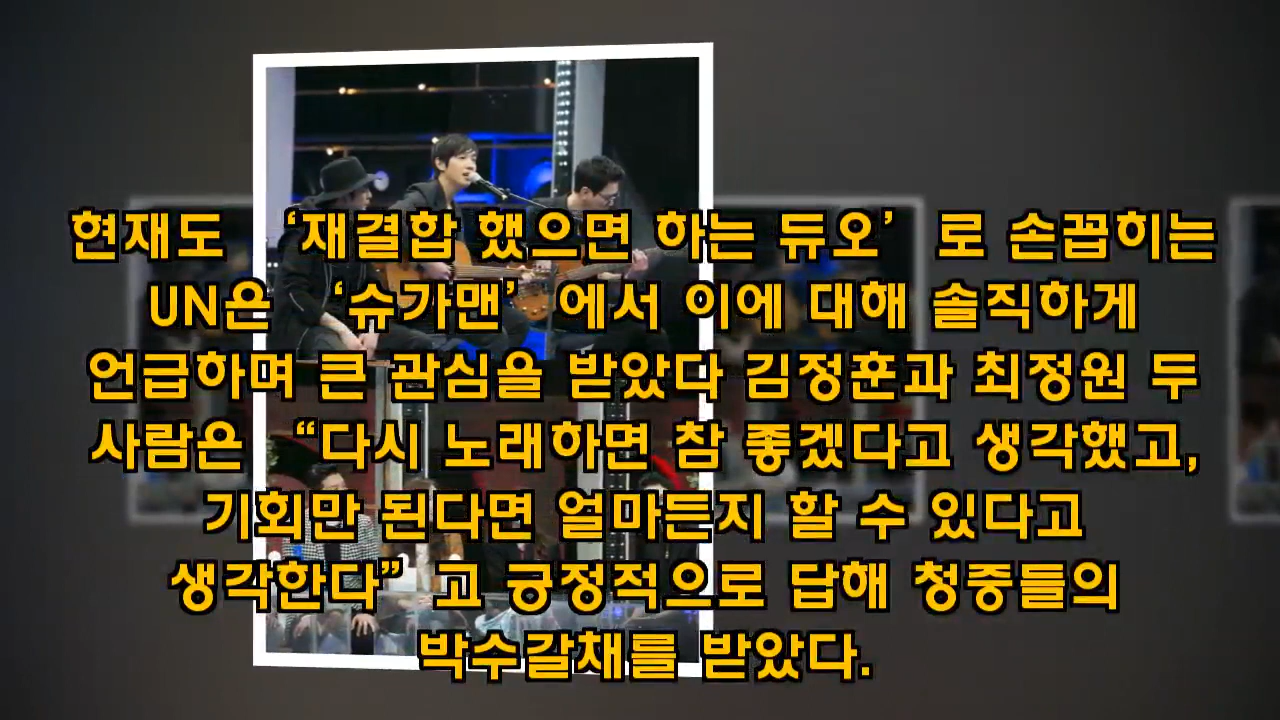 현재도 ‘재결합 했으면 하는 듀오’ 로 손꼽히는
UN은 ‘슈가맨’ 에서 이에 대해 솔직하게
언급하며 큰 관심을 받았다 김정훈과 최정원 두
사람은 “다시 노래하면 참 좋겠다고 생각했고,
기회만 된다면 얼마든지 할 수 있다고
생각한다” 고 긍정적으로 답해 청중들의
박수갈채를 받았다.